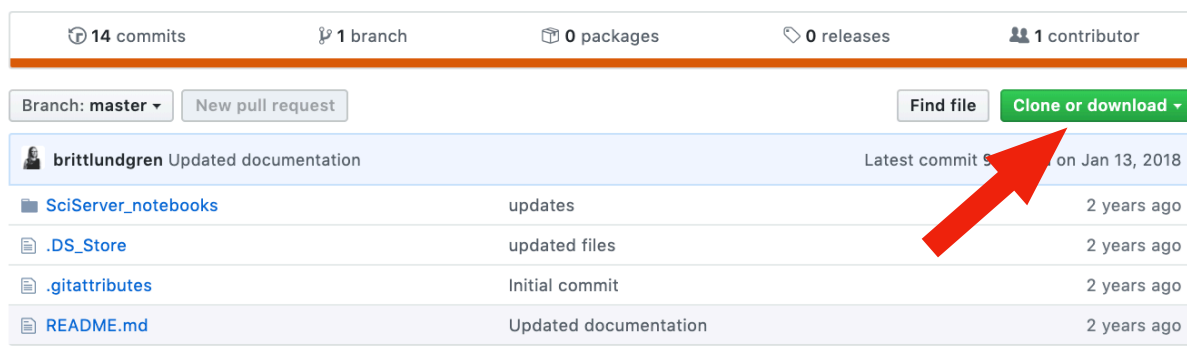 14 commits 1 branch 0 packages 0 releases 1 contributor
Branch: master New pull request Find file Clone or download
brittlundgren Updated documentation Latest commit on Jan 13, 2018
SciServer_notebooks updates 2 years ago
.DS_Store updated files 2 years ago
.gitattributes Initial commit 2 years ago
README.md Updated documentation 2 years ago